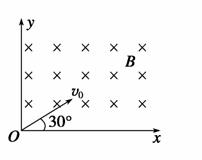 y
× × × × ×
B
× × × × ×
v₀
× × × × ×
30°
O
x